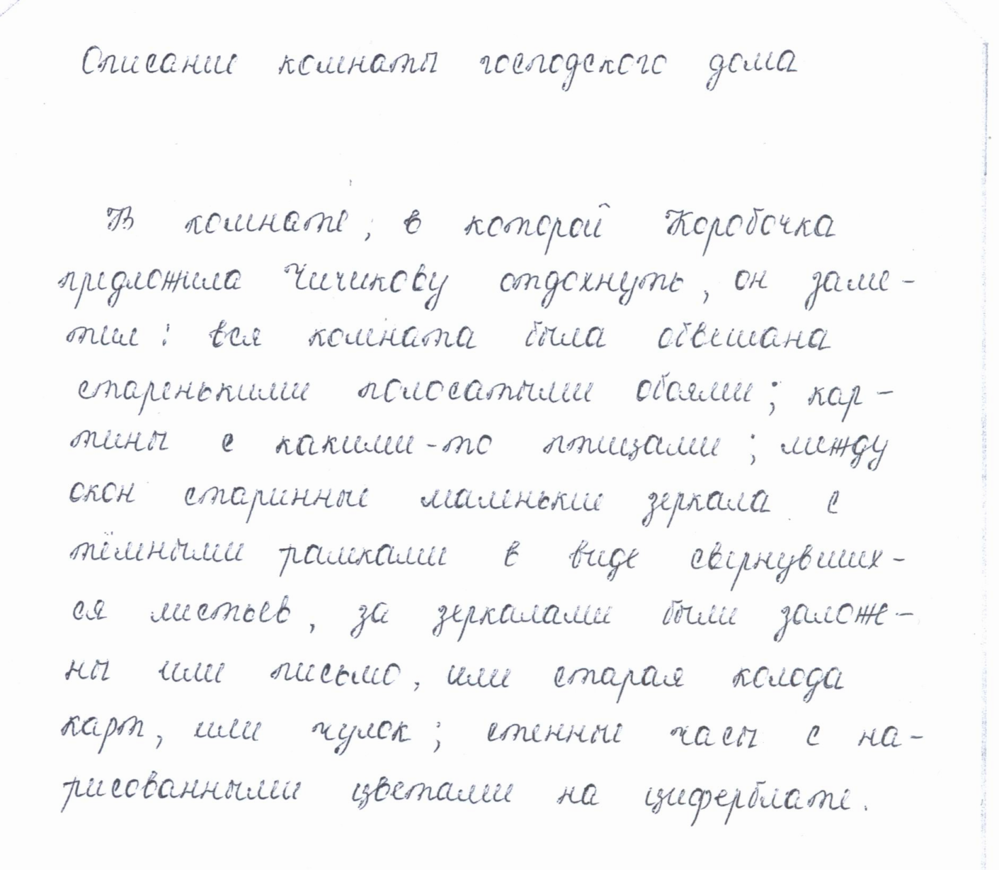 Описание комнаты господского дома
В комнате, в которой Коробочка
предложила Чичикову отдохнуть, он заме-
тил: вся комната была обвешана
старенькими полосатыми обоями; кар-
тины с какими-то птицами; между
окон старинные маленькие зеркала с
тёмными рамками в виде свернувших-
ся листьев, за зеркалами были заложе-
ны или письмо, или старая колода
карт, или чулок; стенные часы с на-
рисованными цветами на циферблате.